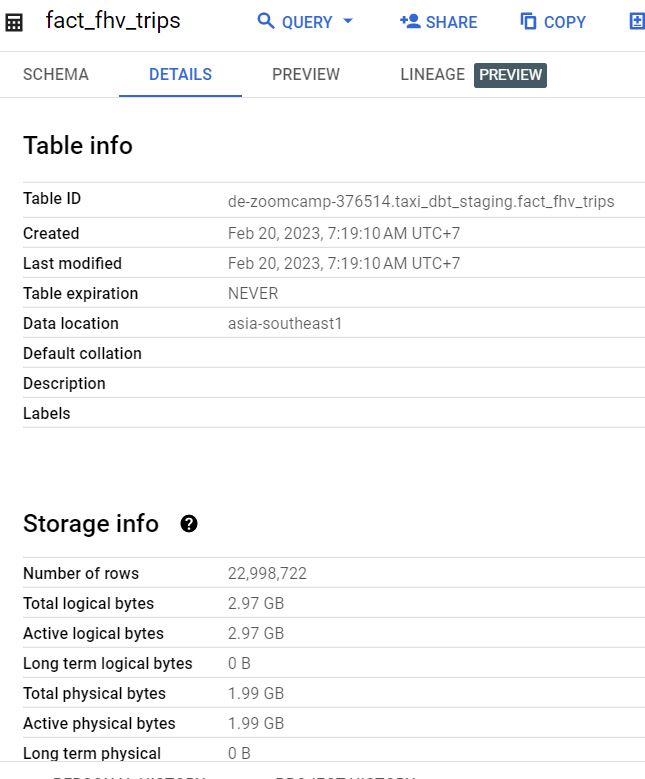 fact_fhv_trips QUERY SHARE COPY
SCHEMA DETAILS PREVIEW LINEAGE PREVIEW
Table info
Table ID de-zoomcamp-376514.taxi_dbt_staging.fact_fhv_trips
Created Feb 20, 2023, 7:19:10 AM UTC+7
Last modified Feb 20, 2023, 7:19:10 AM UTC+7
Table expiration NEVER
Data location asia-southeast1
Default collation
Description
Labels
Storage info ?
Number of rows 22,998,722
Total logical bytes 2.97 GB
Active logical bytes 2.97 GB
Long term logical bytes 0 B
Total physical bytes 1.99 GB
Active physical bytes 1.99 GB
Long term physical 0 B
PERSONAL HISTORY PROJECT HISTORY